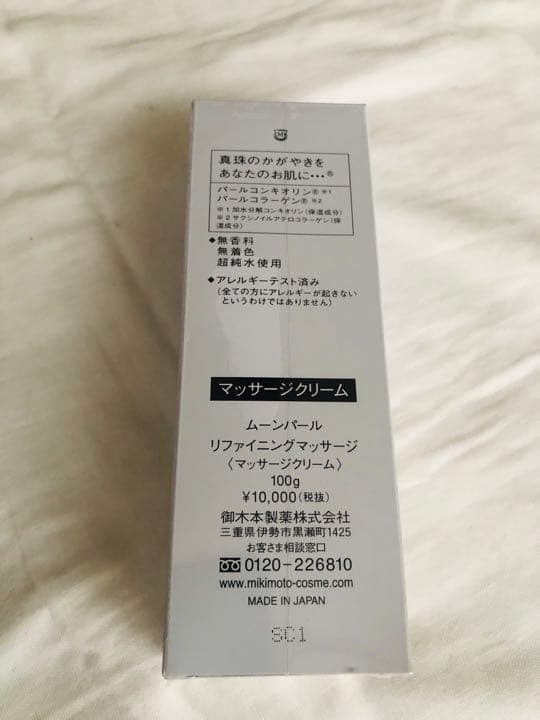 M
真珠のかがやきを
あなたのお肌に…®
パールコンキオリン® ※1
パールコラーゲン® ※2
※1 加水分解コンキオリン(保湿成分)
※2 サクシノイルアテロコラーゲン(保
湿成分)
◆無香料
無着色
超純水使用
◆アレルギーテスト済み
(全ての方にアレルギーが起きない
というわけではありません)
マッサージクリーム
ムーンパール
リファイニングマッサージ
〈マッサージクリーム〉
100g
¥10,000(税抜)
御木本製薬株式会社
三重県伊勢市黒瀬町1425
お客さま相談窓口
0120-226810
www.mikimoto-cosme.com
MADE IN JAPAN
SC1